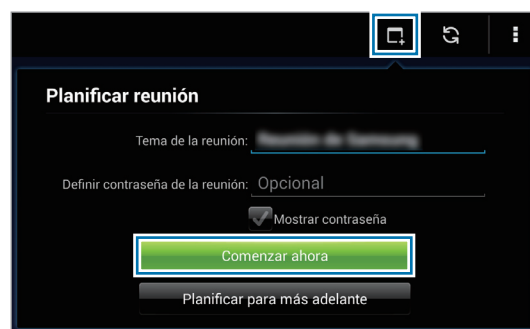 Planificar reunión
Tema de la reunión:
Definir contraseña de la reunión: Opcional
Mostrar contraseña
Comenzar ahora
Planificar para más adelante